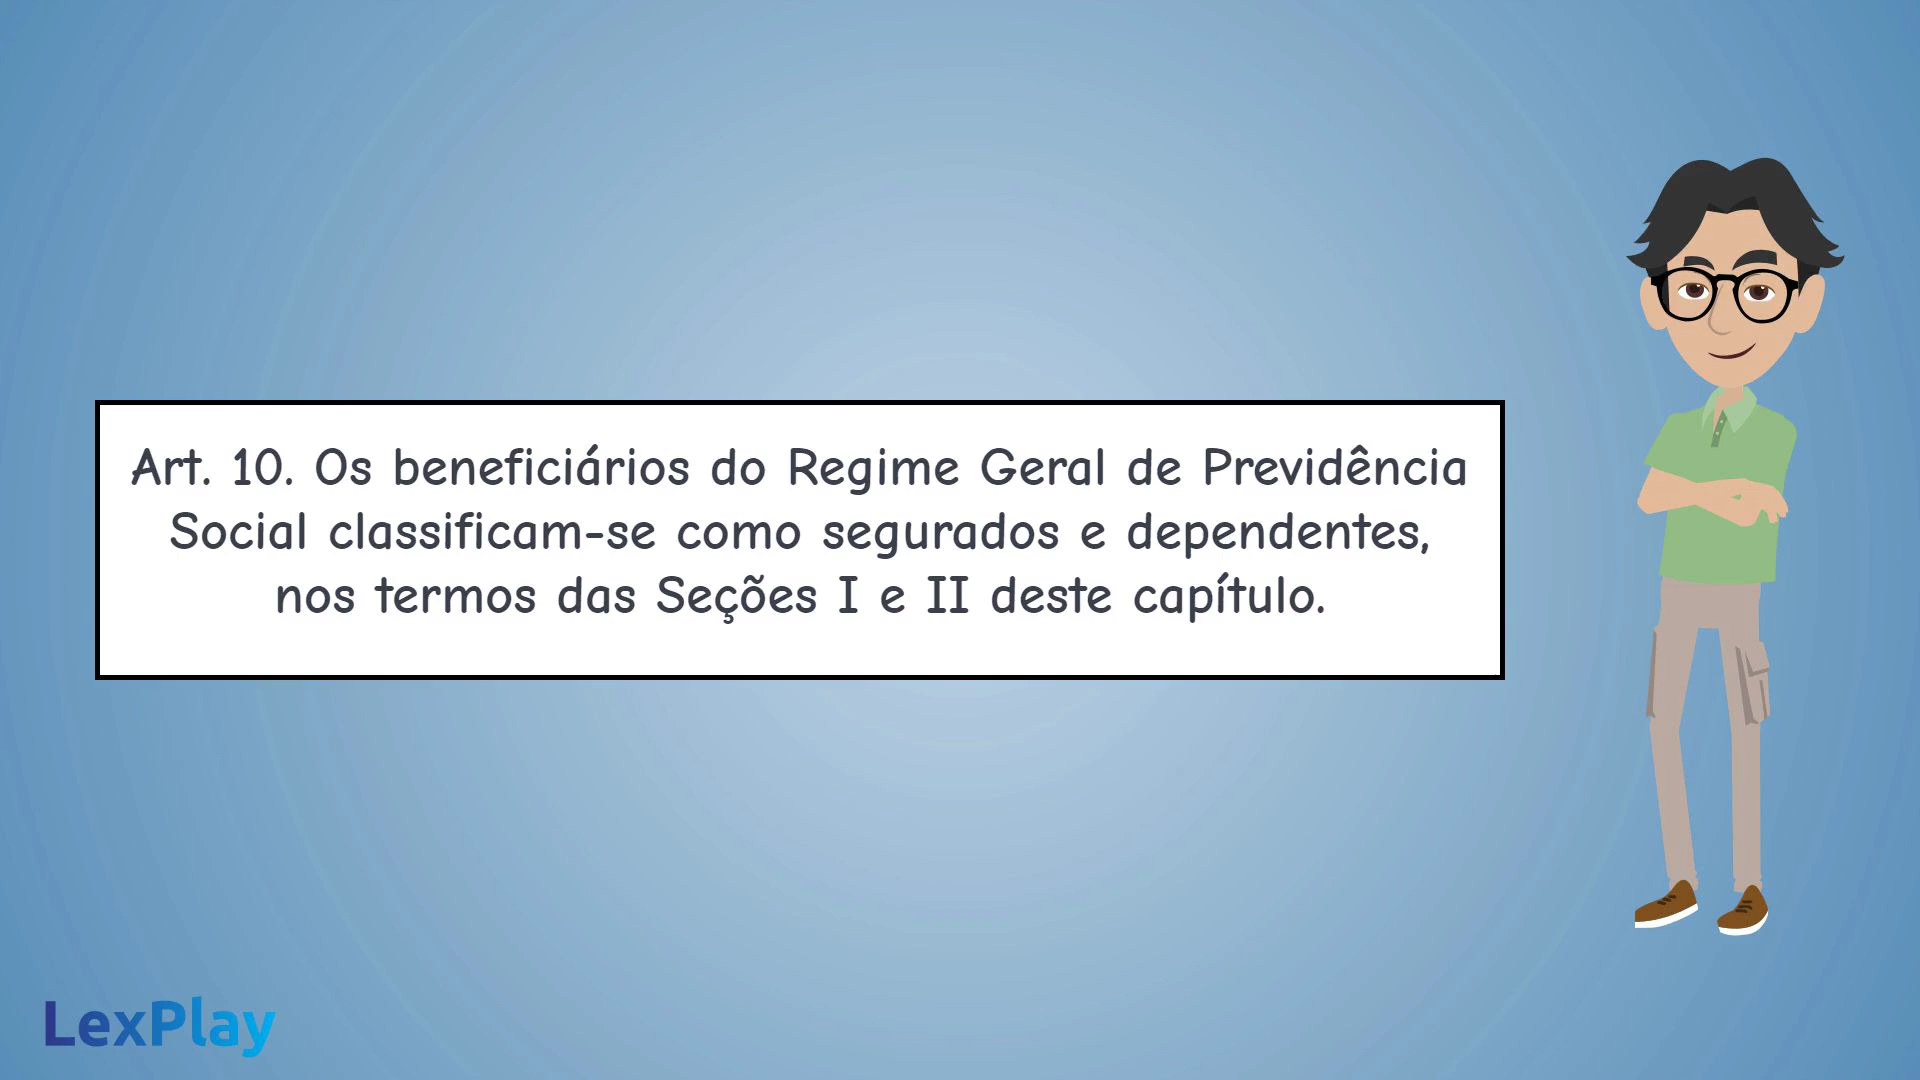 Art. 10. Os beneficiários do Regime Geral de Previdência
Social classificam-se como segurados e dependentes,
nos termos das Seções I e II deste capítulo.
LexPlay